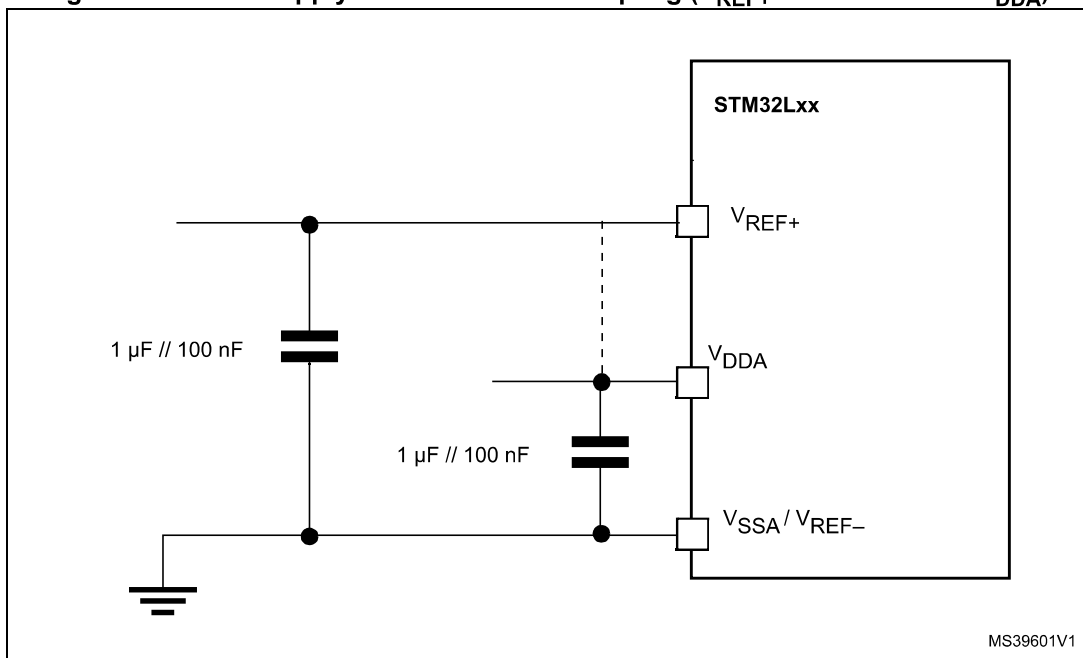 STM32Lxx
VREF+
1 µF // 100 nF
VDDA
1 µF // 100 nF
VSSA / VREF–
MS39601V1